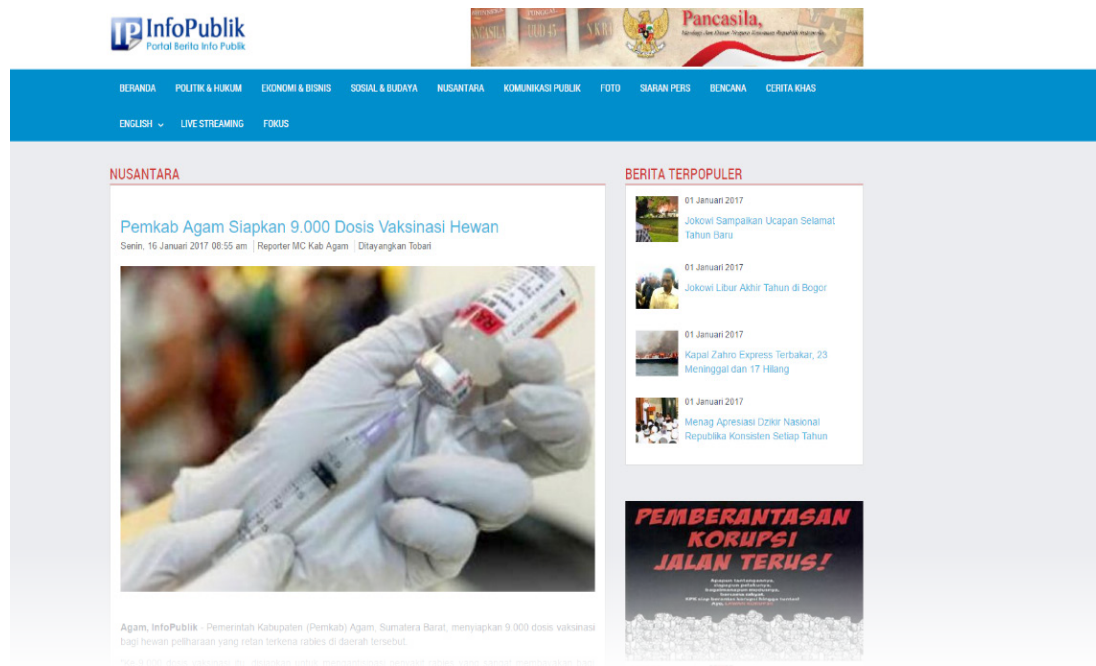 InfoPublik
Portal Berita Info Publik
Pancasila,
UUD 45
NKRI
BERANDA POLITIK & HUKUM EKONOMI & BISNIS SOSIAL & BUDAYA NUSANTARA KOMUNIKASI PUBLIK FOTO SIARAN PERS BENCANA CERITA KHAS
ENGLISH LIVE STREAMING FOKUS
NUSANTARA
Pemkab Agam Siapkan 9.000 Dosis Vaksinasi Hewan
Senin, 16 Januari 2017 08:55 am Reporter MC Kab Agam Ditayangkan Tobari
Agam, InfoPublik - Pemerintah Kabupaten (Pemkab) Agam, Sumatera Barat, menyiapkan 9.000 dosis vaksinasi
bagi hewan peliharaan yang retan terkena rabies di daerah tersebut.
BERITA TERPOPULER
01 Januari 2017
Jokowi Sampaikan Ucapan Selamat
Tahun Baru
01 Januari 2017
Jokowi Libur Akhir Tahun di Bogor
01 Januari 2017
Kapal Zahro Express Terbakar, 23
Meninggal dan 17 Hilang
01 Januari 2017
Menag Apresiasi Dzikir Nasional
Republika Konsisten Setiap Tahun
PEMBERANTASAN
KORUPSI
JALAN TERUS!